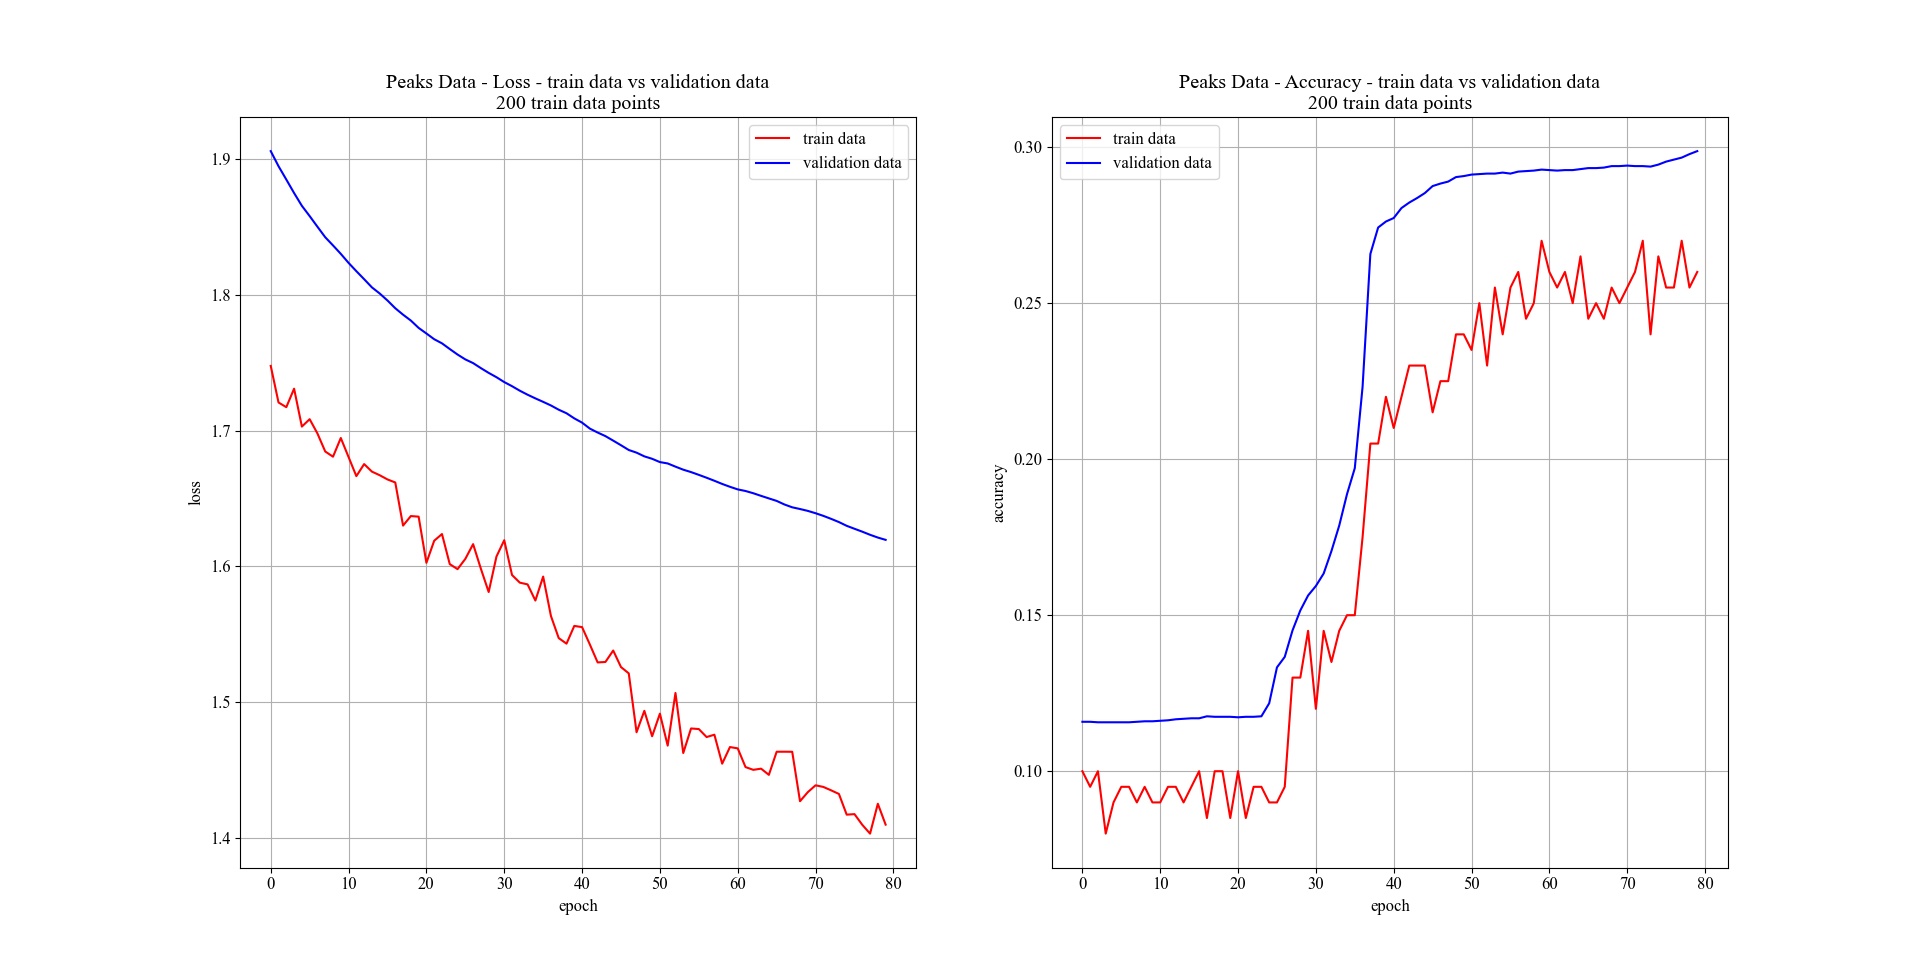 Peaks Data - Loss - train data vs validation data
200 train data points
train data
validation data
1.9
1.8
1.7
1.6
1.5
1.4
loss
0
10
20
30
40
50
60
70
80
epoch
Peaks Data - Accuracy - train data vs validation data
200 train data points
train data
validation data
0.30
0.25
0.20
0.15
0.10
accuracy
0
10
20
30
40
50
60
70
80
epoch